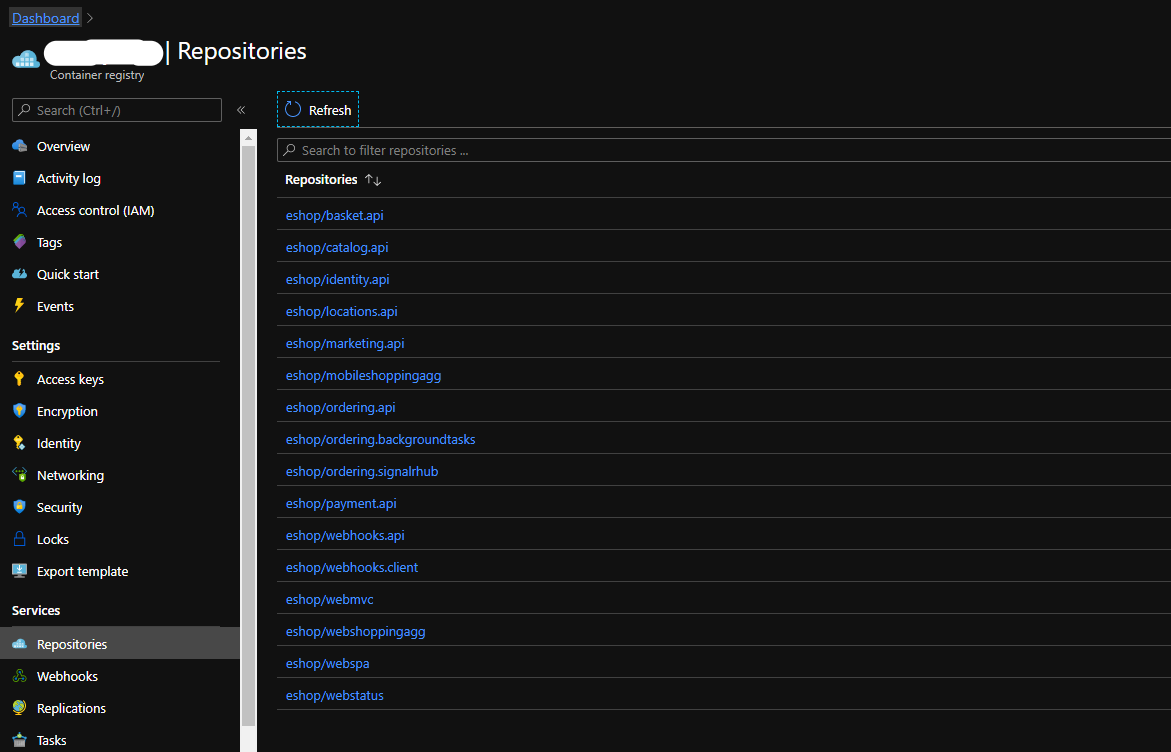 Dashboard >
| Repositories
Container registry
Search (Ctrl+/)
«
Overview
Activity log
Access control (IAM)
Tags
Quick start
Events
Settings
Access keys
Encryption
Identity
Networking
Security
Locks
Export template
Services
Repositories
Webhooks
Replications
Tasks
Refresh
Search to filter repositories ...
Repositories ↑↓
eshop/basket.api
eshop/catalog.api
eshop/identity.api
eshop/locations.api
eshop/marketing.api
eshop/mobileshoppingagg
eshop/ordering.api
eshop/ordering.backgroundtasks
eshop/ordering.signalrhub
eshop/payment.api
eshop/webhooks.api
eshop/webhooks.client
eshop/webmvc
eshop/webshoppingagg
eshop/webspa
eshop/webstatus